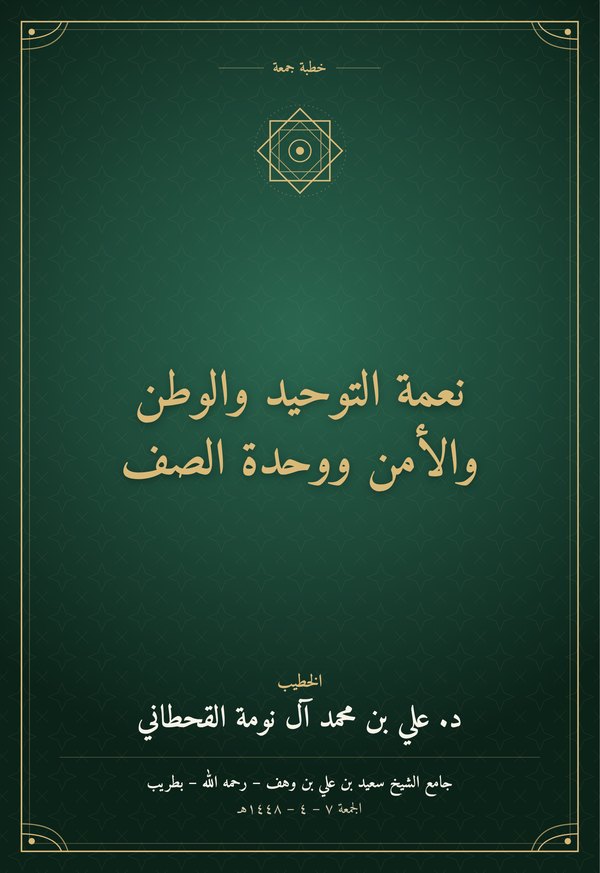 خطبة جمعة
نعمة التوحيد والوطن
والأمن ووحدة الصف
الخطيب
د. علي بن محمد آل نومة القحطاني
جامع الشيخ سعيد بن علي بن وهف - رحمه الله - بطريب
الجمعة ٧ - ٤ - ١٤٤٨هـ